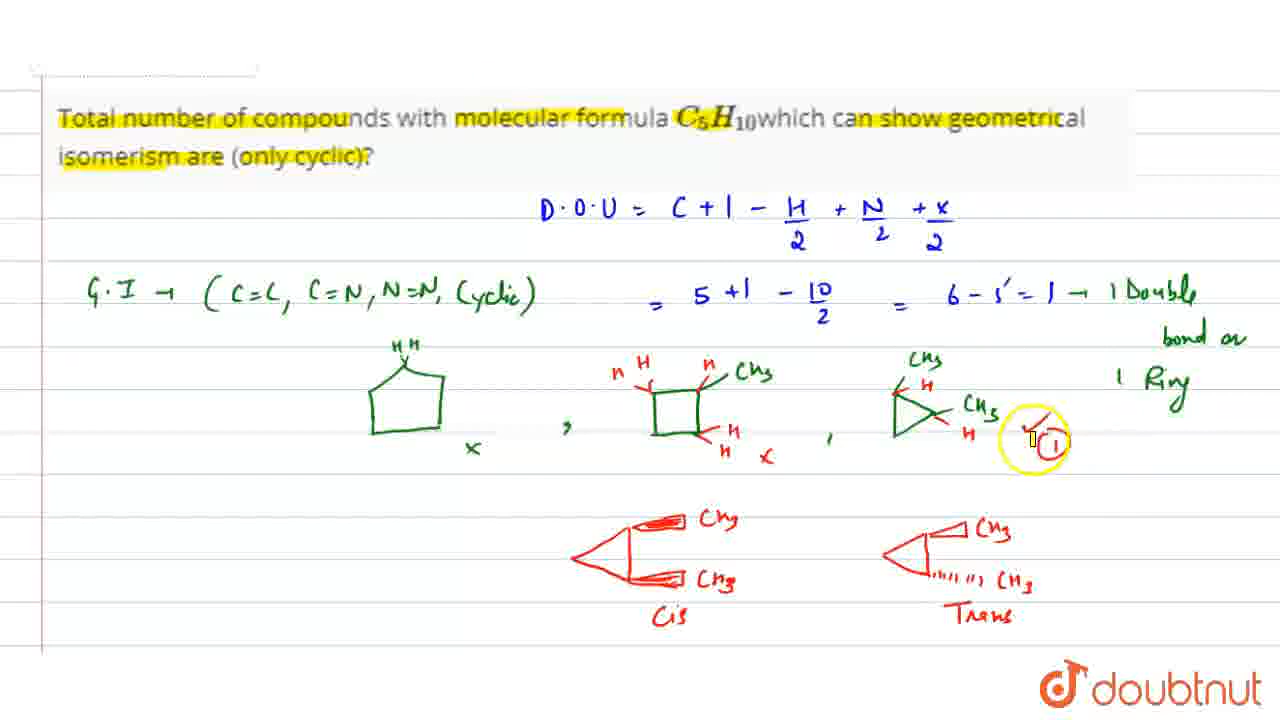 Total number of compounds with molecular formula C₅H₁₀which can show geometrical
isomerism are (only cyclic)?
D.O.U = C + 1 - H/2 + N/2 + x/2
G.I → (C=C, C=N, N=N, Cyclic)
= 5 + 1 - 10/2 = 6 - 5 = 1 → 1 Double
bond or
1 Ring
H H
x
,
H H H CH3
H H x
,
CH3 H
CH3 H
✓ 1
CH3
CH3
Cis
CH3
CH3
Trans
doubtnut